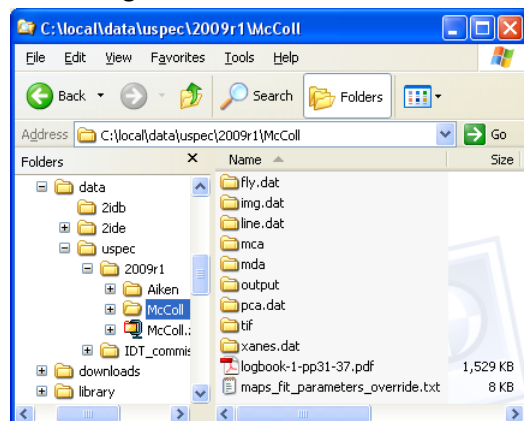 C:\local\data\uspec\2009r1\McColl
File Edit View Favorites Tools Help
Back Search Folders
Address C:\local\data\uspec\2009r1\McColl Go
Folders x Name Size
data
2idb
2ide
uspec
2009r1
Aiken
McColl
McColl.z
IDT_commis
downloads
library
fly.dat
img.dat
line.dat
mca
mda
output
pca.dat
tif
xanes.dat
logbook-1-pp31-37.pdf 1,529 KB
maps_fit_parameters_override.txt 8 KB